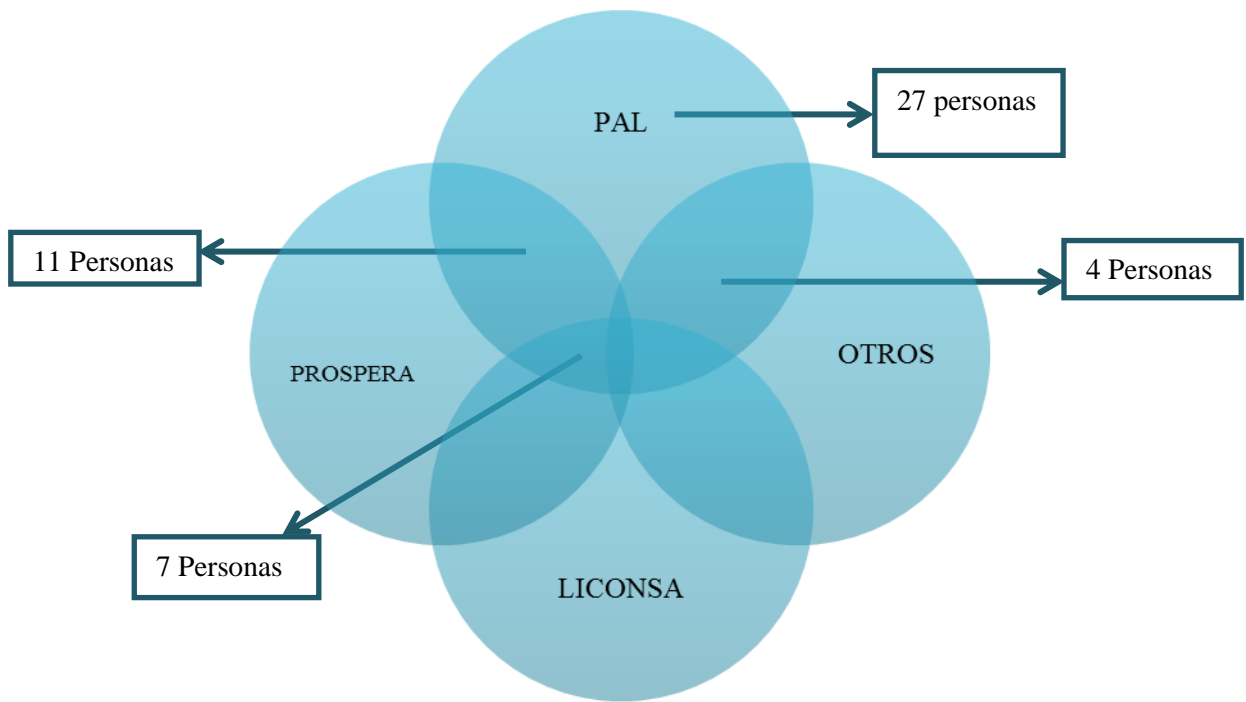 PAL
27 personas
11 Personas
4 Personas
PROSPERA
OTROS
7 Personas
LICONSA